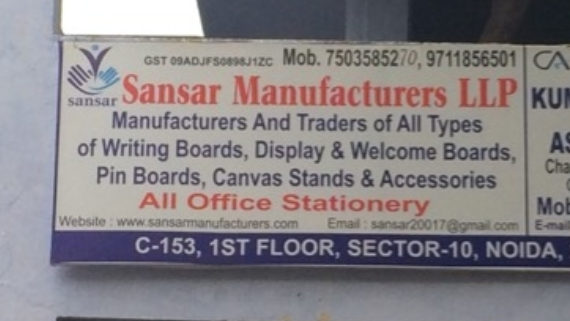 GST 09ADJFS0898J1ZC Mob. 7503585270, 9711856501
sansar
Sansar Manufacturers LLP
Manufacturers And Traders of All Types
of Writing Boards, Display & Welcome Boards,
Pin Boards, Canvas Stands & Accessories
All Office Stationery
Website : www.sansarmanufacturers.com Email : sansar20017@gmail.com
C-153, 1ST FLOOR, SECTOR-10, NOIDA,
CA
KUM
AS
Cha
Mob
E-mail